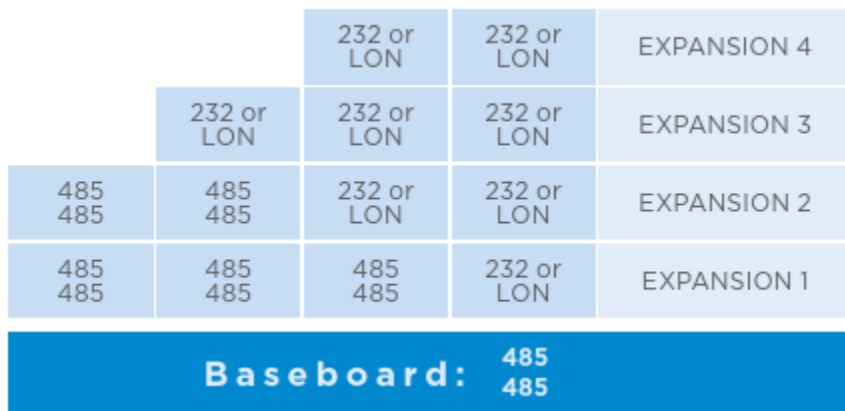 232 or 232 or EXPANSION 4
LON LON
232 or 232 or 232 or EXPANSION 3
LON LON LON
485 485 232 or 232 or EXPANSION 2
485 485 LON LON
485 485 485 232 or EXPANSION 1
485 485 485 LON
Baseboard: 485
485